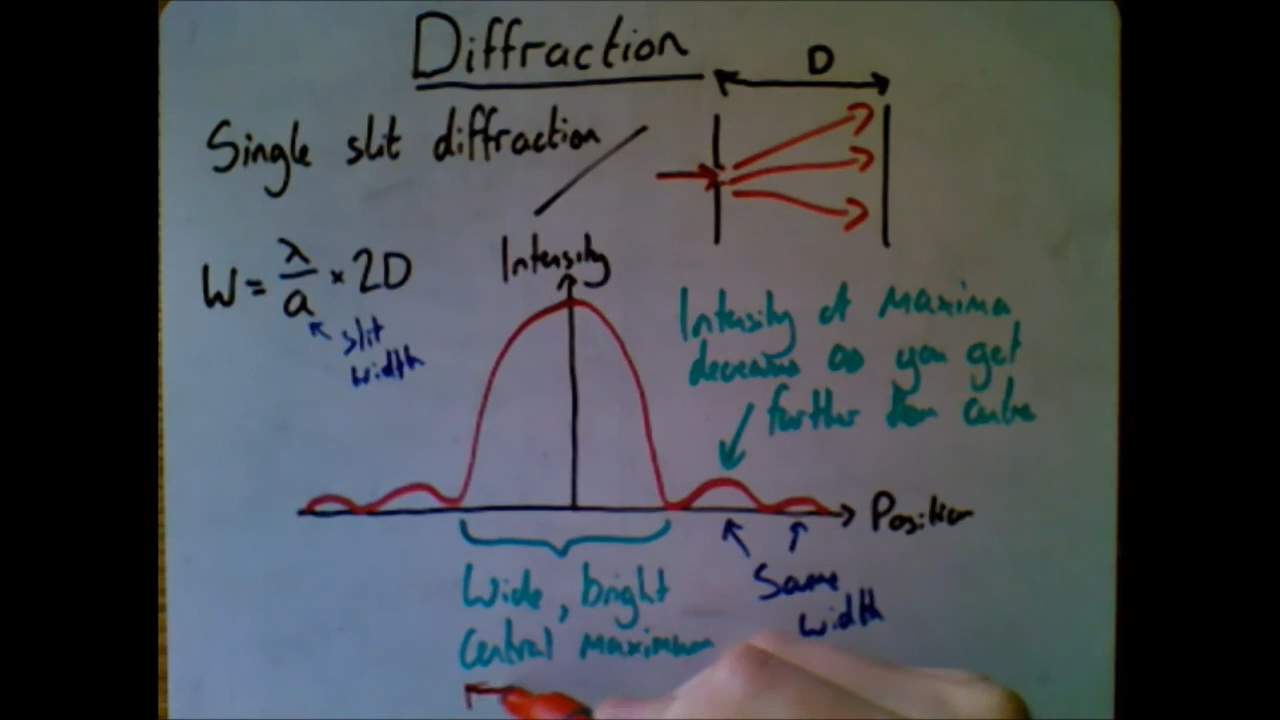 Diffraction
D
Single slit diffraction
W = λ/a × 2D
slit
width
Intensity
Intensity of maxima
decreases as you get
further from centre
Position
Same
width
Wide, bright
central maximum